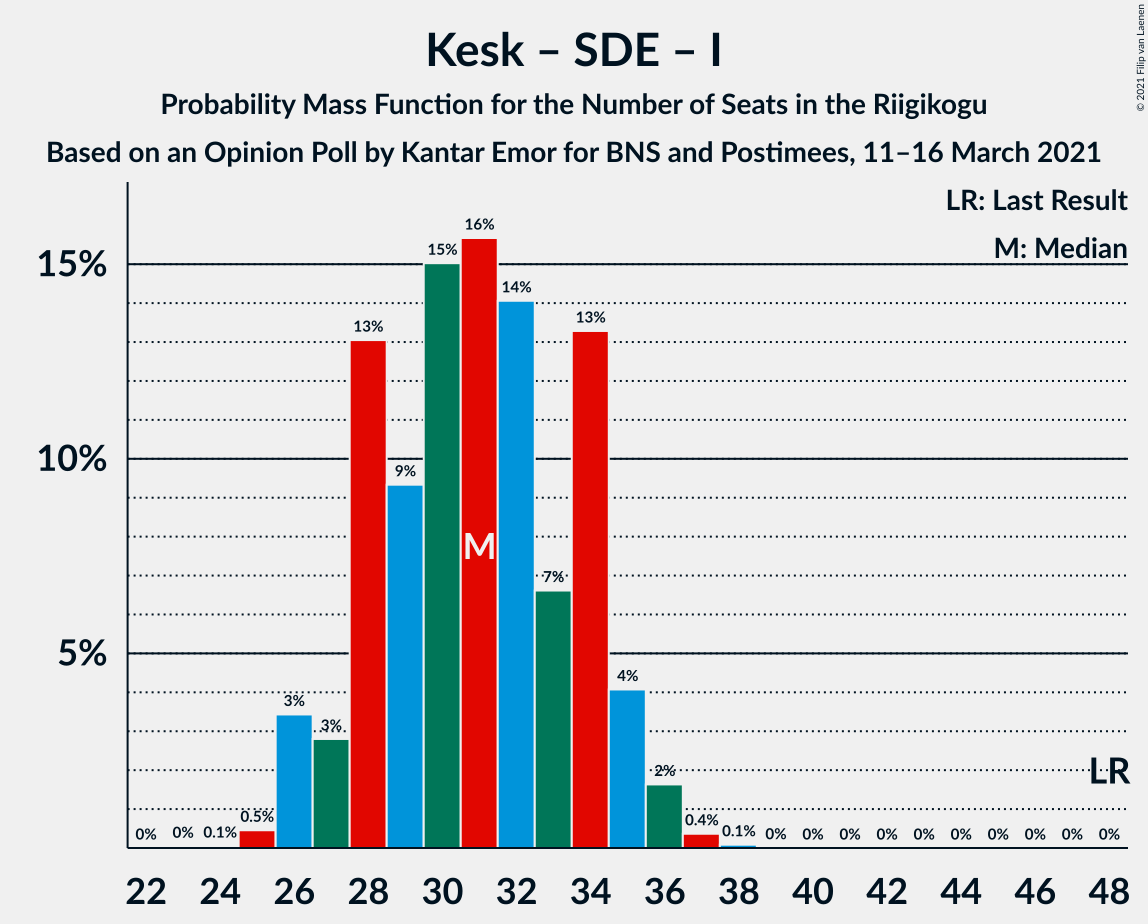 Kesk – SDE – I
Probability Mass Function for the Number of Seats in the Riigikogu
Based on an Opinion Poll by Kantar Emor for BNS and Postimees, 11–16 March 2021
© 2021 Filip van Laenen
LR: Last Result
M: Median
15%
10%
5%
0% 0% 0.1% 0.5% 3% 3% 13% 9% 15% 16% 14% 7% 13% 4% 2% 0.4% 0.1% 0% 0% 0% 0% 0% 0% 0% 0% 0% 0%
M
LR
22 24 26 28 30 32 34 36 38 40 42 44 46 48